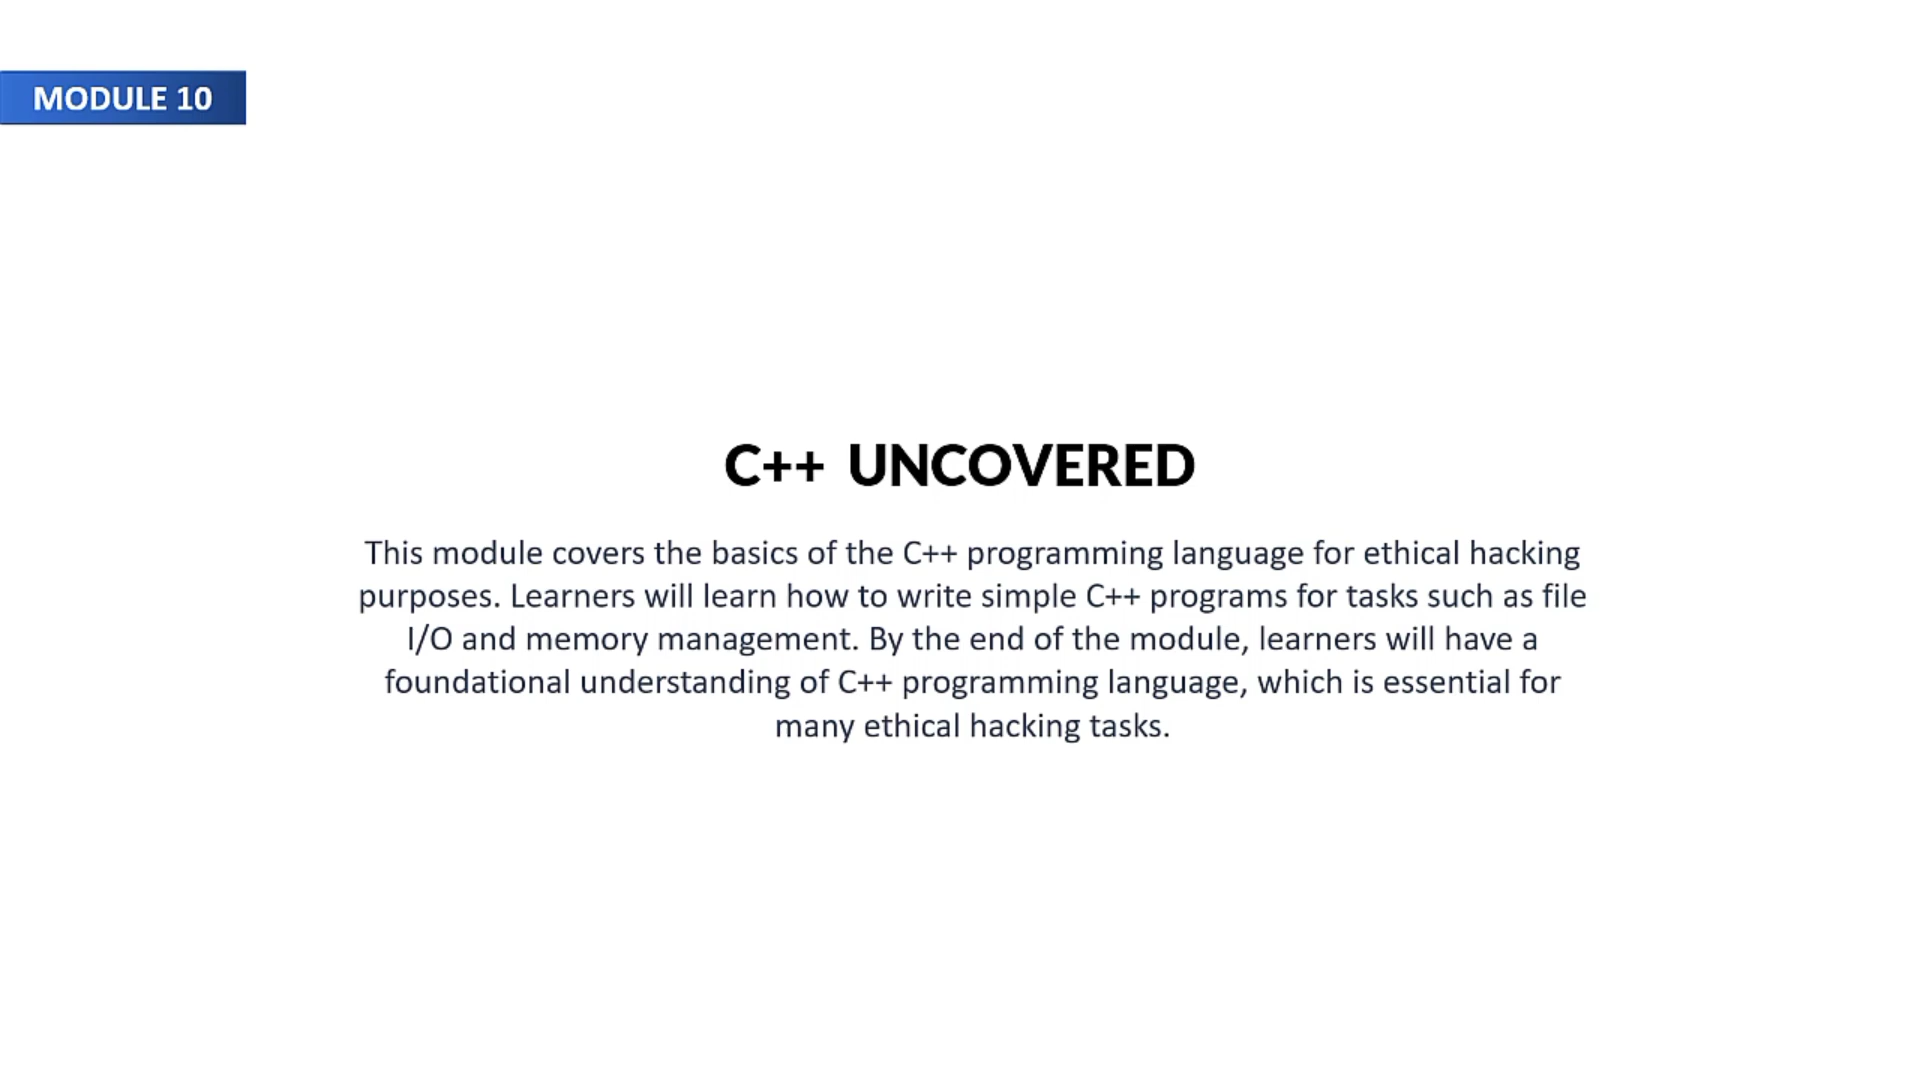 MODULE 10
C++ UNCOVERED
This module covers the basics of the C++ programming language for ethical hacking
purposes. Learners will learn how to write simple C++ programs for tasks such as file
I/O and memory management. By the end of the module, learners will have a
foundational understanding of C++ programming language, which is essential for
many ethical hacking tasks.